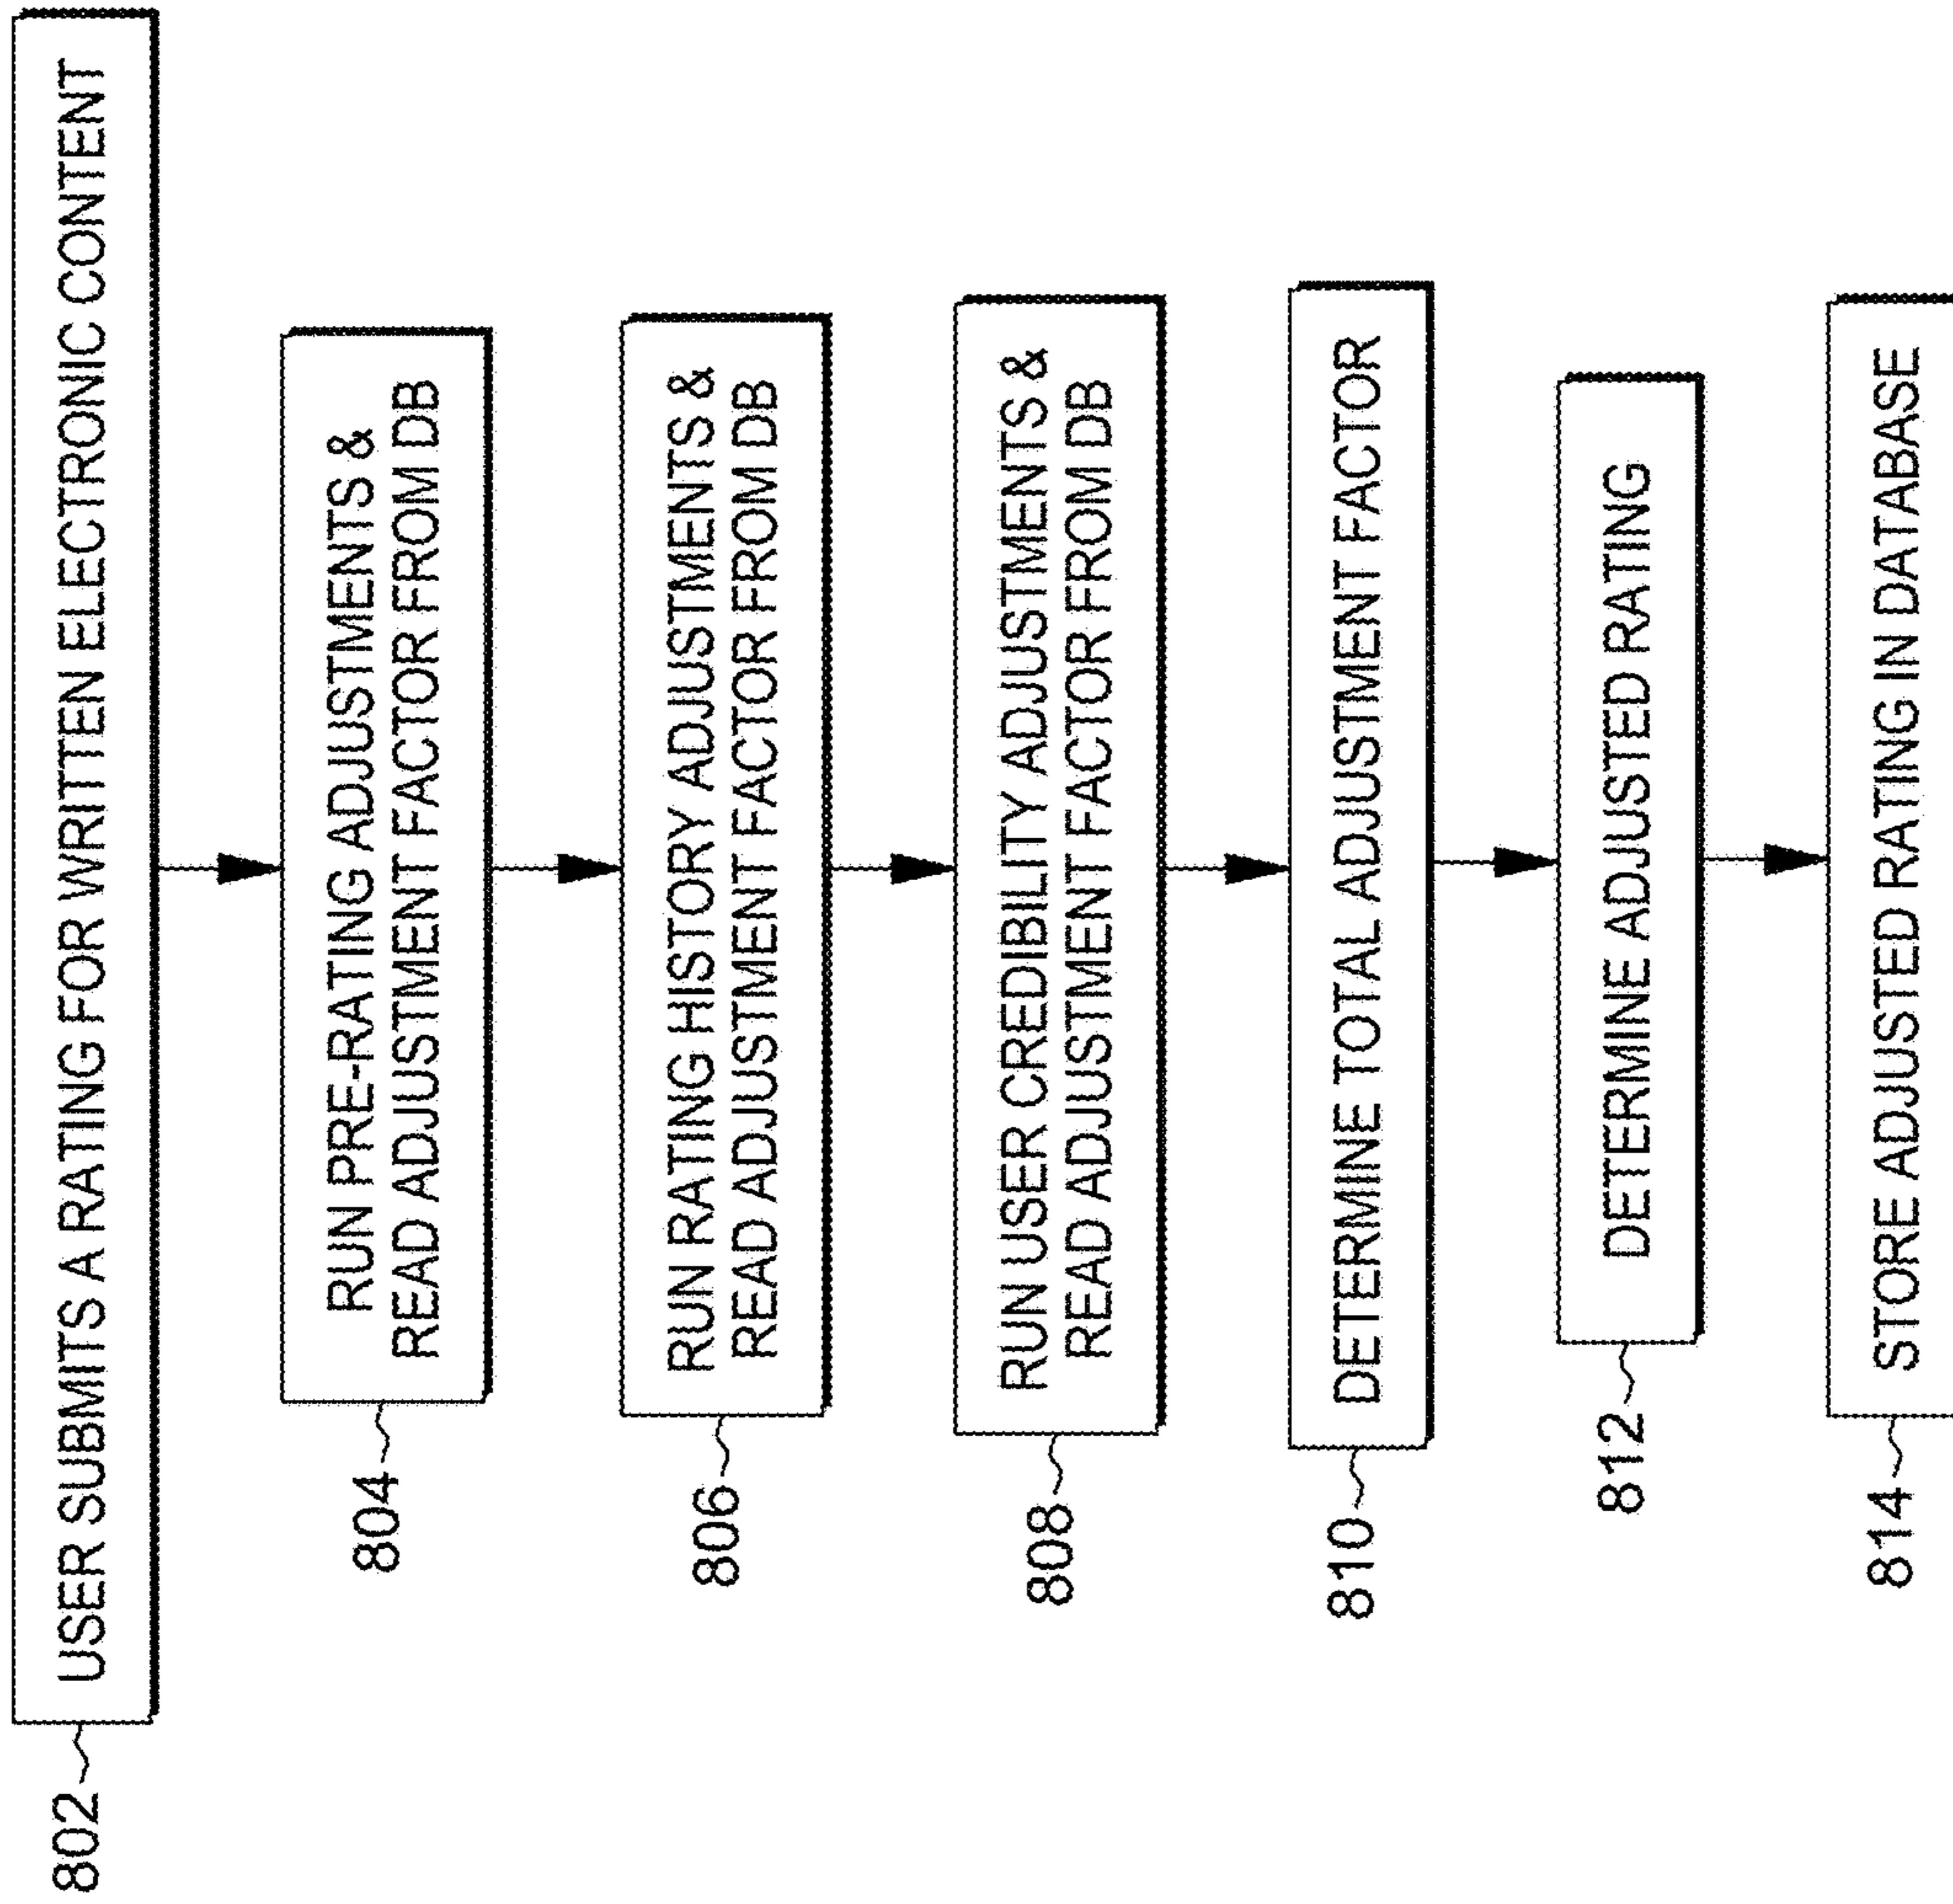 802
USER SUBMITS A RATING FOR WRITTEN ELECTRONIC CONTENT
804
RUN PRE-RATING ADJUSTMENTS &
READ ADJUSTMENT FACTOR FROM DB
806
RUN RATING HISTORY ADJUSTMENTS &
READ ADJUSTMENT FACTOR FROM DB
808
RUN USER CREDIBILITY ADJUSTMENTS &
READ ADJUSTMENT FACTOR FROM DB
810
DETERMINE TOTAL ADJUSTMENT FACTOR
812
DETERMINE ADJUSTED RATING
814
STORE ADJUSTED RATING IN DATABASE